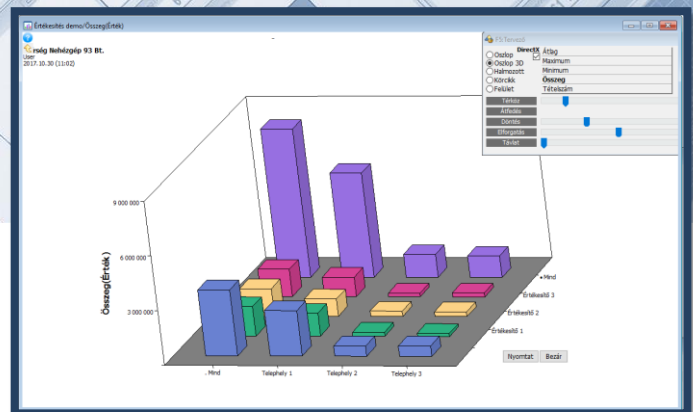 Értékesítés demo/Összeg(Érték)
-
rség Nehézgép 93 Bt.
User
2017.10.30 (11:02)
F9 Tervező
DirectX
Oszlop
Oszlop 3D
Halmozott
Körcikk
Felület
Átlag
Maximum
Minimum
Összeg
Tételszám
Térköz
Átfedés
Döntés
Elforgatás
Távlat
9 000 000
6 000 000
3 000 000
Összeg(Érték)
Mind
Értékesítő 3
Értékesítő 2
Értékesítő 1
. Mind
Telephely 1
Telephely 2
Telephely 3
Nyomtat
Bezár